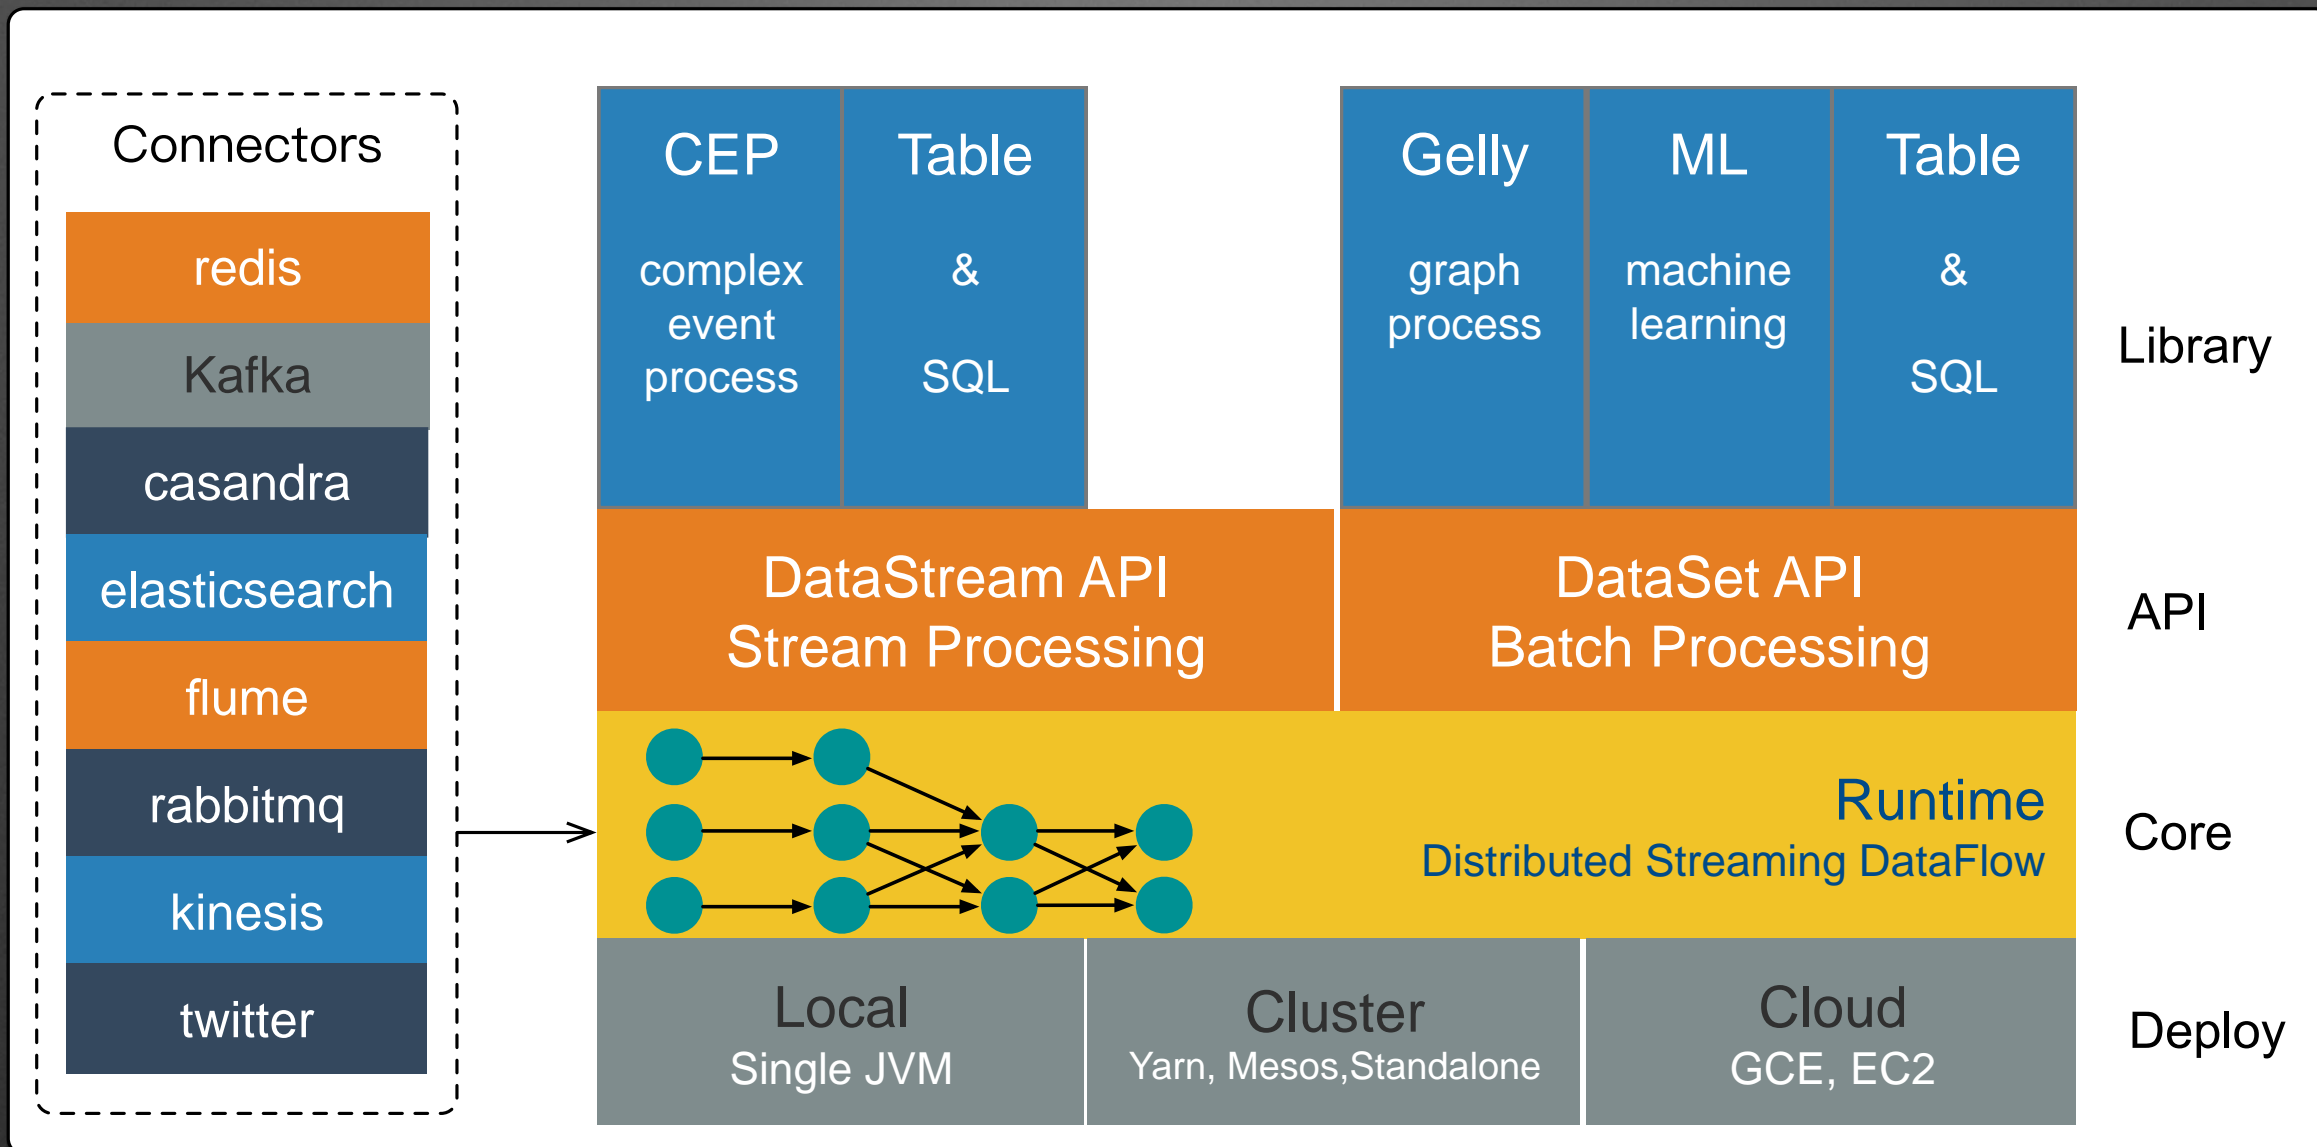 Connectors
redis
Kafka
casandra
elasticsearch
flume
rabbitmq
kinesis
twitter
CEP
complex
event
process
Table
&
SQL
Gelly
graph
process
ML
machine
learning
Table
&
SQL
Library
DataStream API
Stream Processing
DataSet API
Batch Processing
API
Runtime
Distributed Streaming DataFlow
Core
Local
Single JVM
Cluster
Yarn, Mesos,Standalone
Cloud
GCE, EC2
Deploy